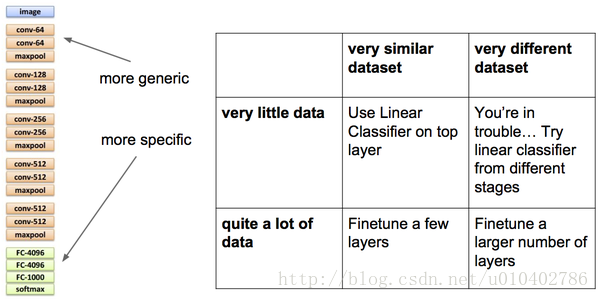 image
conv-64
conv-64
maxpool
conv-128
conv-128
maxpool
conv-256
conv-256
maxpool
conv-512
conv-512
maxpool
conv-512
conv-512
maxpool
FC-4096
FC-4096
FC-1000
softmax
more generic
more specific
very similar
dataset
very different
dataset
very little data
Use Linear
Classifier on top
layer
You're in
trouble… Try
linear classifier
from different
stages
quite a lot of
data
Finetune a few
layers
Finetune a
larger number of
layers
http://blog.csdn.net/u010402786